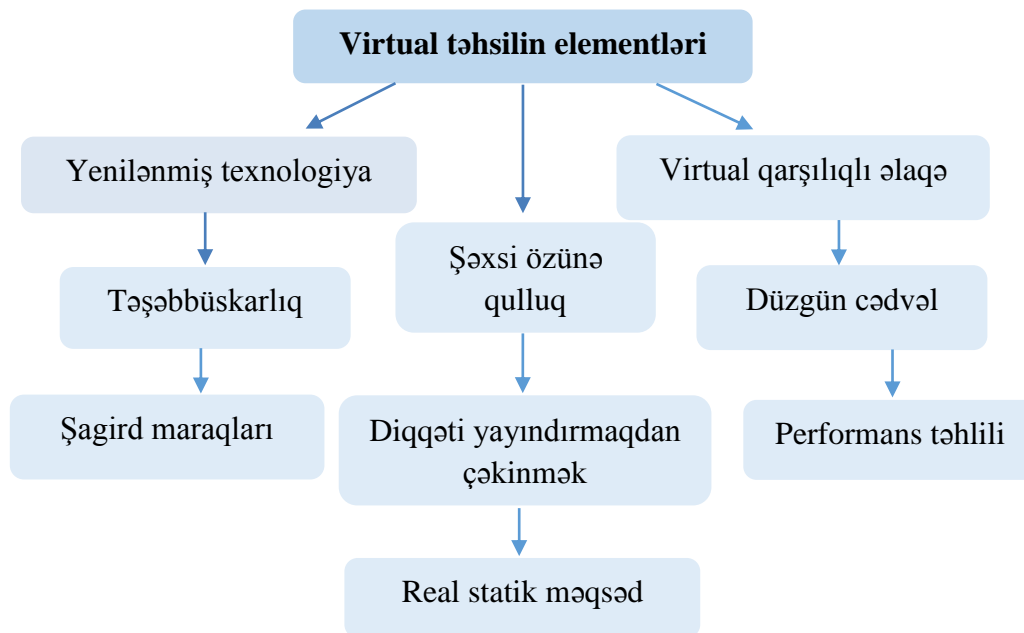 Virtual təhsilin elementləri
Yenilənmiş texnologiya
Virtual qarşılıqlı əlaqə
Şəxsi özünə
qulluq
Təşəbbüskarlıq
Düzgün cədvəl
Şagird maraqları
Diqqəti yayındırmaqdan
çəkinmək
Performans təhlili
Real statik məqsəd